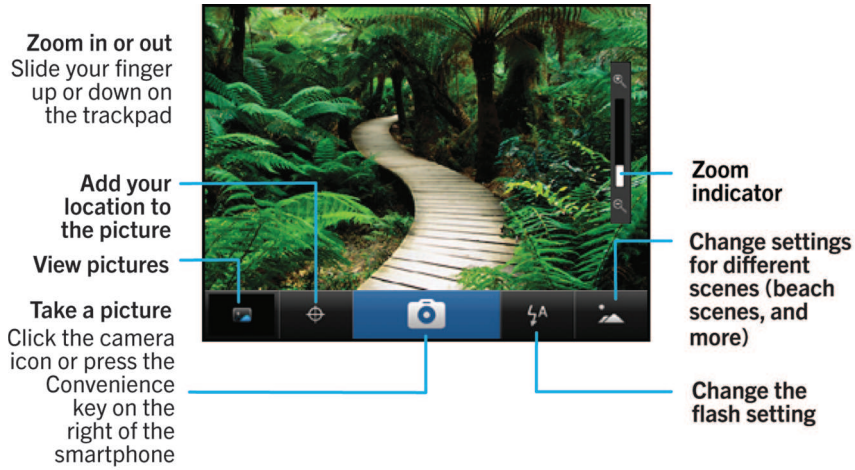 Zoom in or out
Slide your finger
up or down on
the trackpad
Add your
location to
the picture
View pictures
Take a picture
Click the camera
icon or press the
Convenience
key on the
right of the
smartphone
A
Zoom
indicator
Change settings
for different
scenes (beach
scenes, and
more)
Change the
flash setting